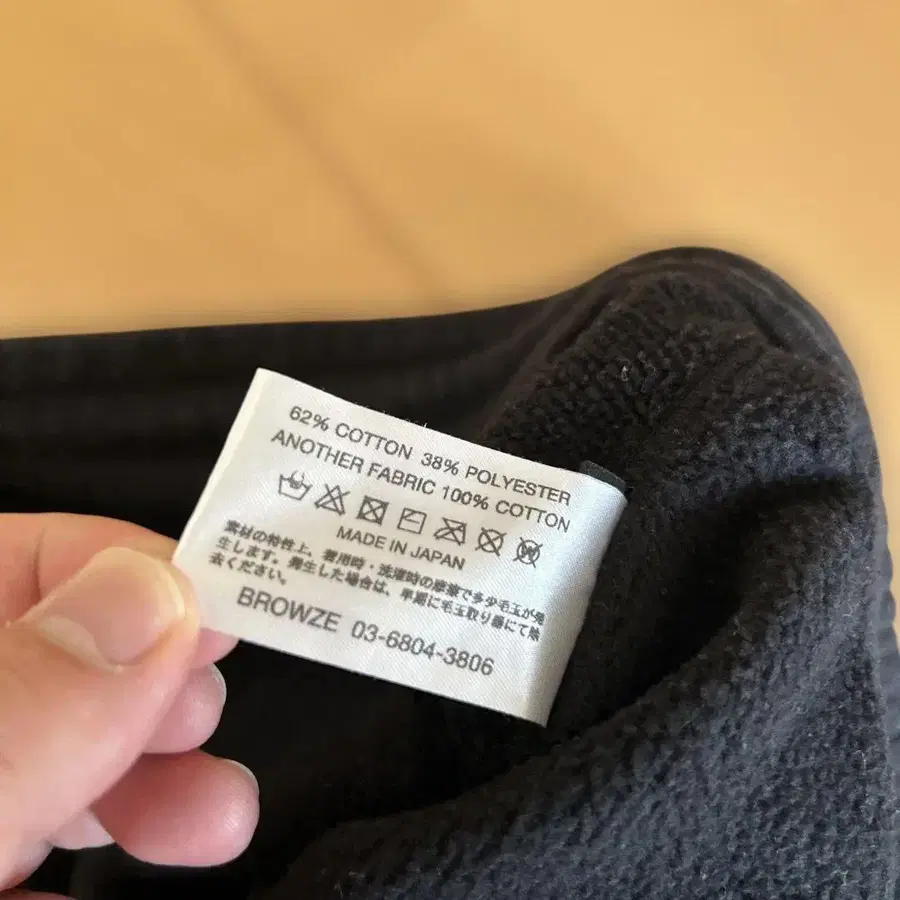 62% COTTON 38% POLYESTER
ANOTHER FABRIC 100% COTTON
MADE IN JAPAN
素材の特性上、着用時・洗濯時の摩擦で多少毛玉が発
生します。発生した場合は、早期に毛玉取り器にて除
去ください。
BROWZE 03-6804-3806